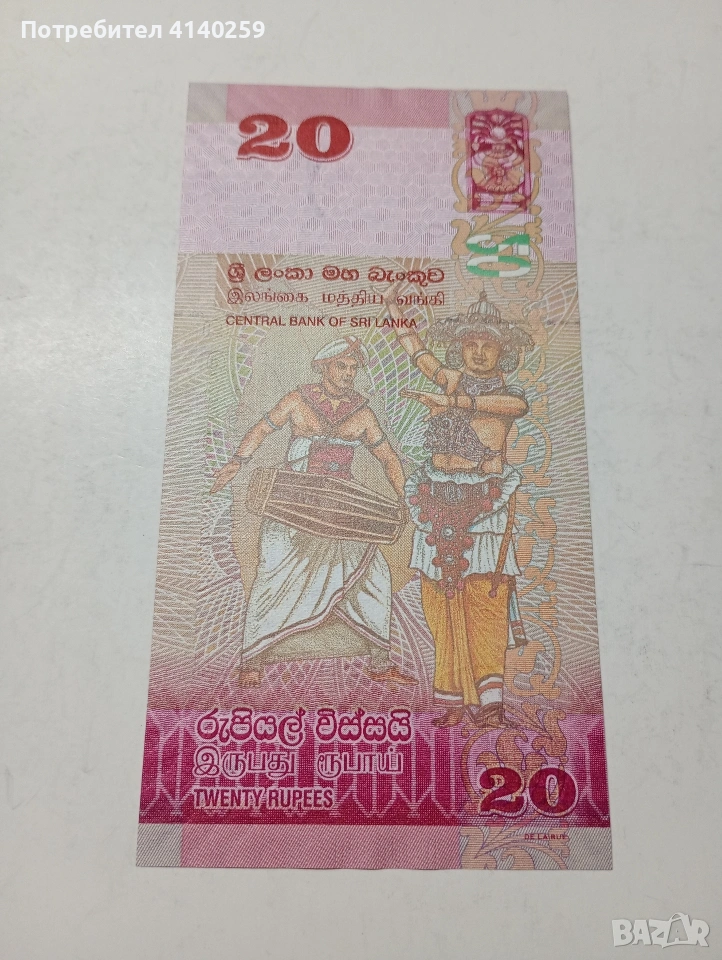 Потребител 4140259
20
ශ්‍රී ලංකා මහ බැංකුව
இலங்கை மத்திய வங்கி
CENTRAL BANK OF SRI LANKA
රුපියල් විස්සයි
இருபது ரூபாய்
TWENTY RUPEES
20
DE LA RUE
BAZAR